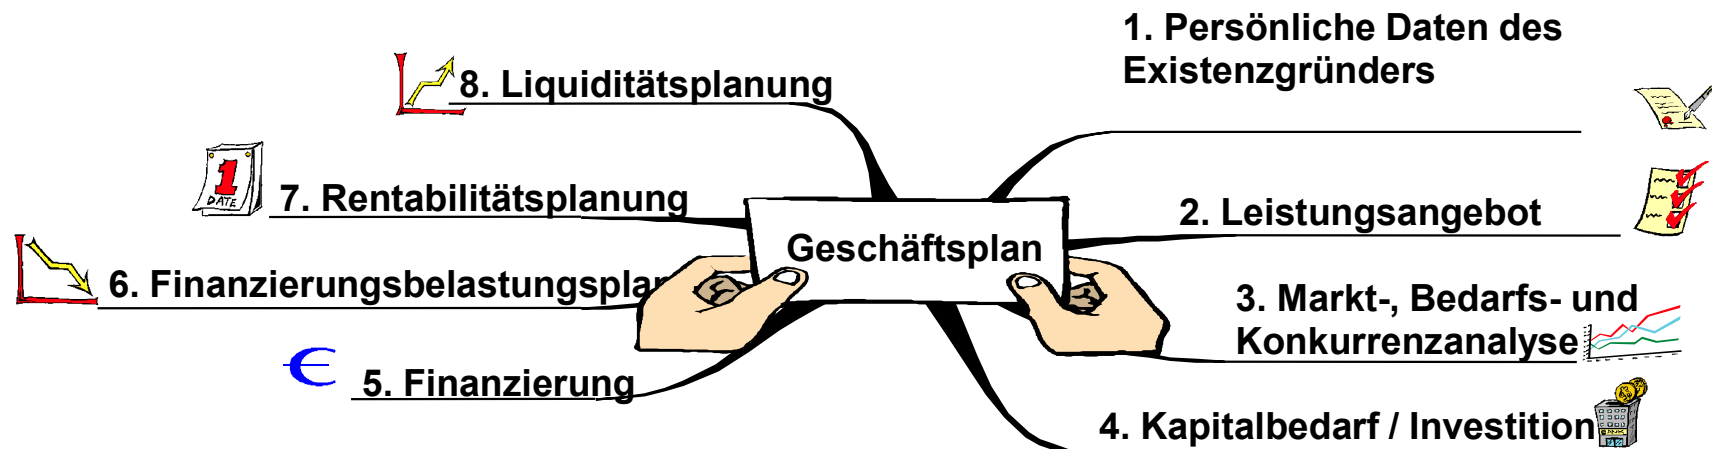 1. Persönliche Daten des
Existenzgründers
8. Liquiditätsplanung
7. Rentabilitätsplanung
2. Leistungsangebot
Geschäftsplan
6. Finanzierungsbelastungsplan
3. Markt-, Bedarfs- und
Konkurrenzanalyse
5. Finanzierung
4. Kapitalbedarf / Investition
1
DATE